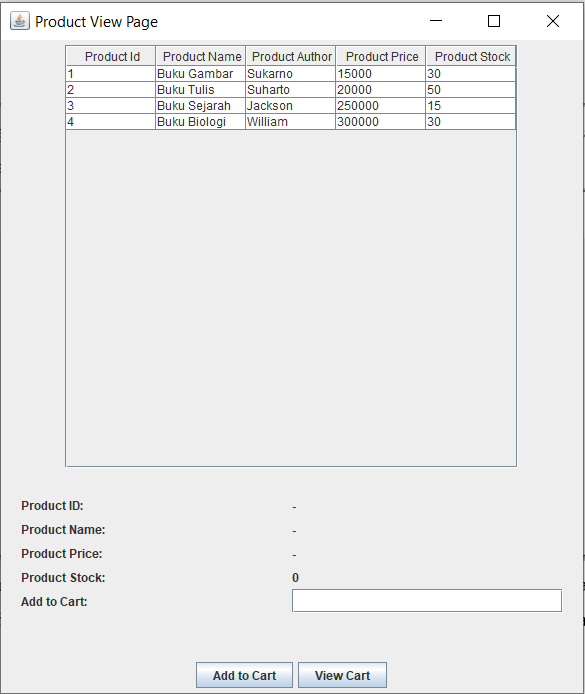 Product View Page
Product Id Product Name Product Author Product Price Product Stock
1 Buku Gambar Sukarno 15000 30
2 Buku Tulis Suharto 20000 50
3 Buku Sejarah Jackson 250000 15
4 Buku Biologi William 300000 30
Product ID: -
Product Name: -
Product Price: -
Product Stock: 0
Add to Cart:
Add to Cart View Cart